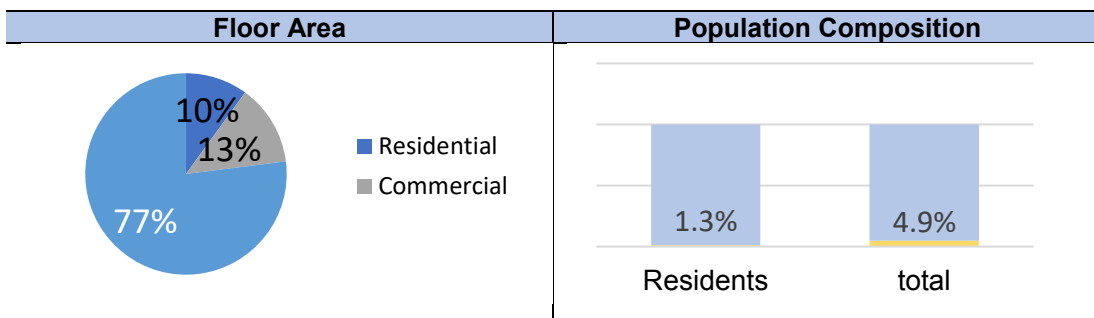 Floor Area
10%
13%
77%
Residential
Commercial
Population Composition
1.3%
4.9%
Residents
total